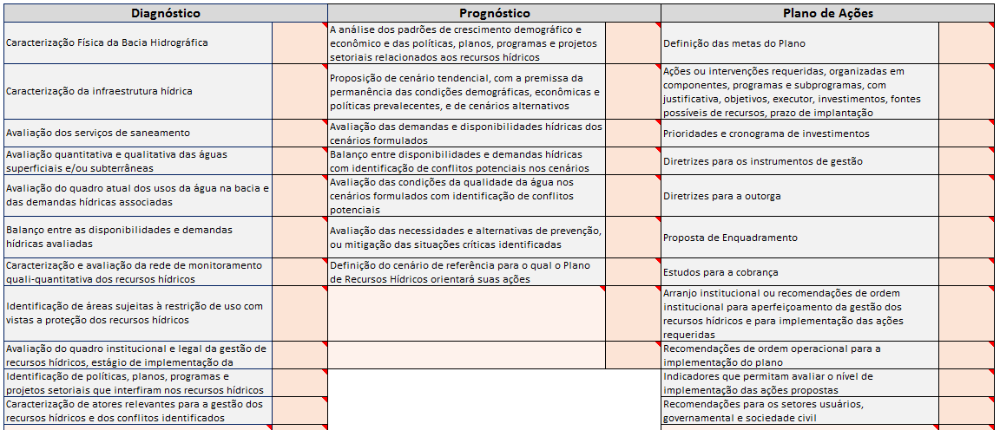 Diagnóstico
Caracterização Física da Bacia Hidrográfica
Caracterização da infraestrutura hídrica
Avaliação dos serviços de saneamento
Avaliação quantitativa e qualitativa das águas
superficiais e/ou subterrâneas
Avaliação do quadro atual dos usos da água na bacia e
das demandas hídricas associadas
Balanço entre as disponibilidades e demandas
hídricas avaliadas
Caracterização e avaliação da rede de monitoramento
quali-quantitativa dos recursos hídricos
Identificação de áreas sujeitas à restrição de uso com
vistas a proteção dos recursos hídricos
Avaliação do quadro institucional e legal da gestão de
recursos hídricos, estágio de implementação da
Identificação de políticas, planos, programas e
projetos setoriais que interfiram nos recursos hídricos
Caracterização de atores relevantes para a gestão dos
recursos hídricos e dos conflitos identificados
Prognóstico
A análise dos padrões de crescimento demográfico e
econômico e das políticas, planos, programas e projetos
setoriais relacionados aos recursos hídricos
Proposição de cenário tendencial, com a premissa da
permanência das condições demográficas, econômicas e
políticas prevalecentes, e de cenários alternativos
Avaliação das demandas e disponibilidades hídricas dos
cenários formulados
Balanço entre disponibilidades e demandas hídricas
com identificação de conflitos potenciais nos cenários
Avaliação das condições da qualidade da água nos
cenários formulados com identificação de conflitos
potenciais
Avaliação das necessidades e alternativas de prevenção,
ou mitigação das situações críticas identificadas
Definição do cenário de referência para o qual o Plano
de Recursos Hídricos orientará suas ações
Plano de Ações
Definição das metas do Plano
Ações ou intervenções requeridas, organizadas em
componentes, programas e subprogramas, com
justificativa, objetivos, executor, investimentos, fontes
possíveis de recursos, prazo de implantação
Prioridades e cronograma de investimentos
Diretrizes para os instrumentos de gestão
Diretrizes para a outorga
Proposta de Enquadramento
Estudos para a cobrança
Arranjo institucional ou recomendações de ordem
institucional para aperfeiçoamento da gestão dos
recursos hídricos e para implementação das ações
requeridas
Recomendações de ordem operacional para a
implementação do plano
Indicadores que permitam avaliar o nível de
implementação das ações propostas
Recomendações para os setores usuários,
governamental e sociedade civil